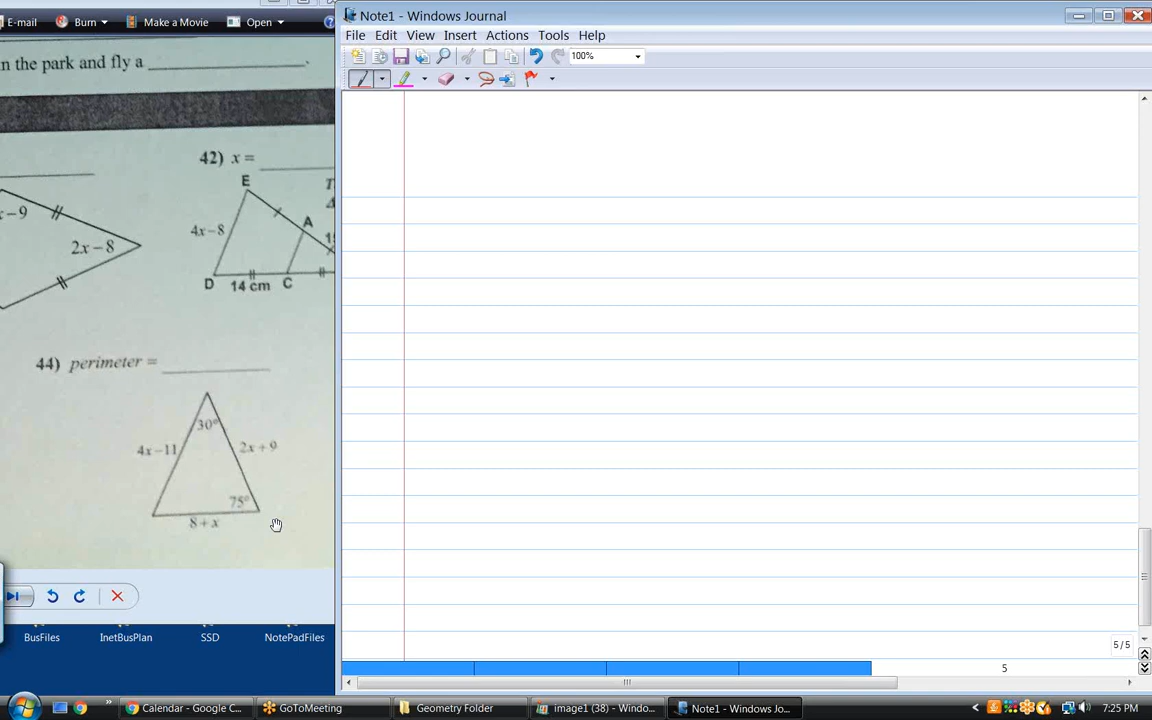 Note1 - Windows Journal
E-mail Burn Make a Movie Open
File Edit View Insert Actions Tools Help
100%
n the park and fly a
42) x =
E
x-9
A
4x-8
2x-8
D 14 cm C
44) perimeter =
30°
4x-11 2x+9
75°
8+x
BusFiles InetBusPlan SSD NotePadFiles
5/5
5
Calendar - Google C... GoToMeeting Geometry Folder image1 (38) - Windo... Note1 - Windows Jo... 7:25 PM